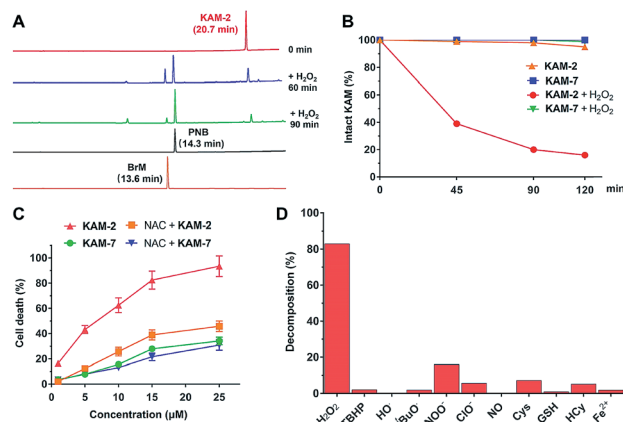 A
KAM-2
(20.7 min)
0 min
+ H₂O₂
60 min
+ H₂O₂
90 min
PNB
(14.3 min)
BrM
(13.6 min)
B
Intact KAM (%)
100
80
60
40
20
0
0 45 90 120 min
KAM-2
KAM-7
KAM-2 + H₂O₂
KAM-7 + H₂O₂
C
KAM-2 NAC + KAM-2
KAM-7 NAC + KAM-7
Cell death (%)
100
80
60
40
20
0
0 5 10 15 20 25
Concentration (µM)
D
Decomposition (%)
100
80
60
40
20
0
H₂O₂ TBHP HO· ᵗBuO· NOO⁻ ClO⁻ NO Cys GSH HCy Fe²⁺